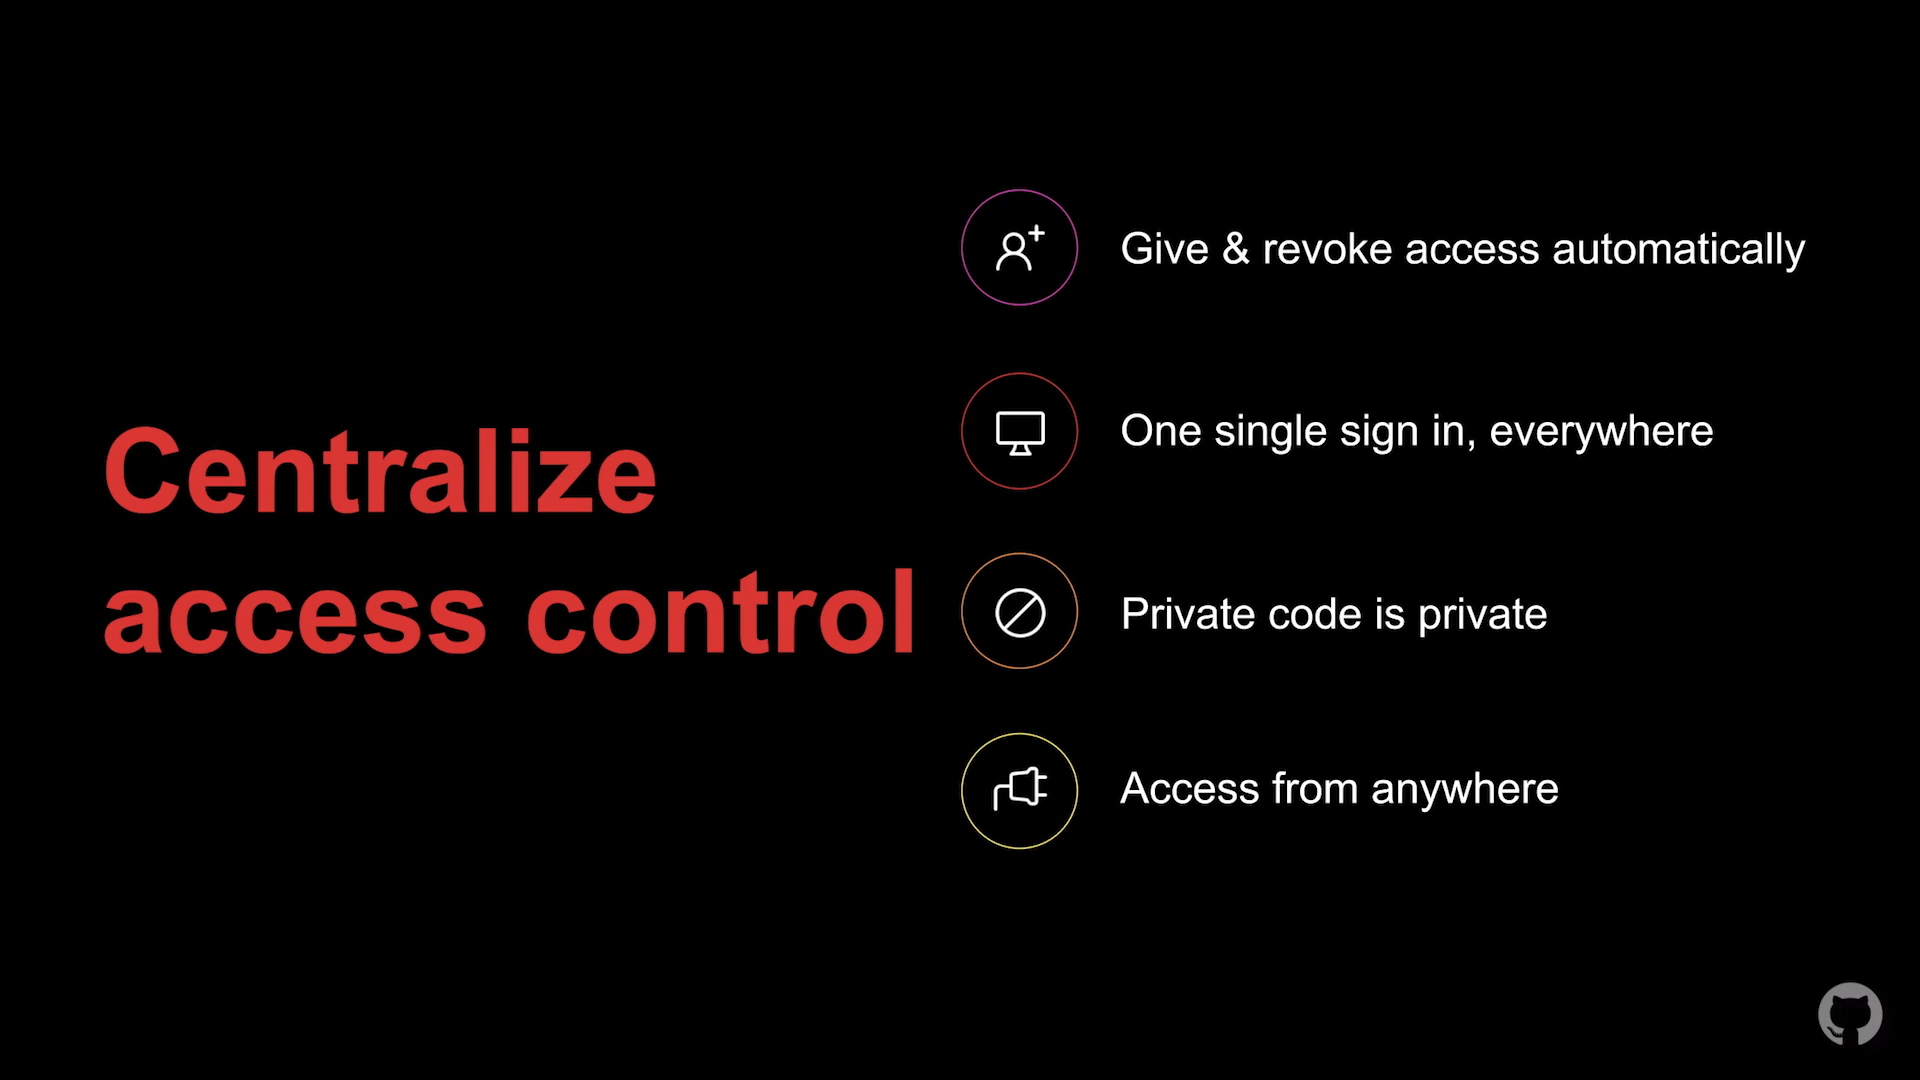 Centralize
access control
Give & revoke access automatically
One single sign in, everywhere
Private code is private
Access from anywhere